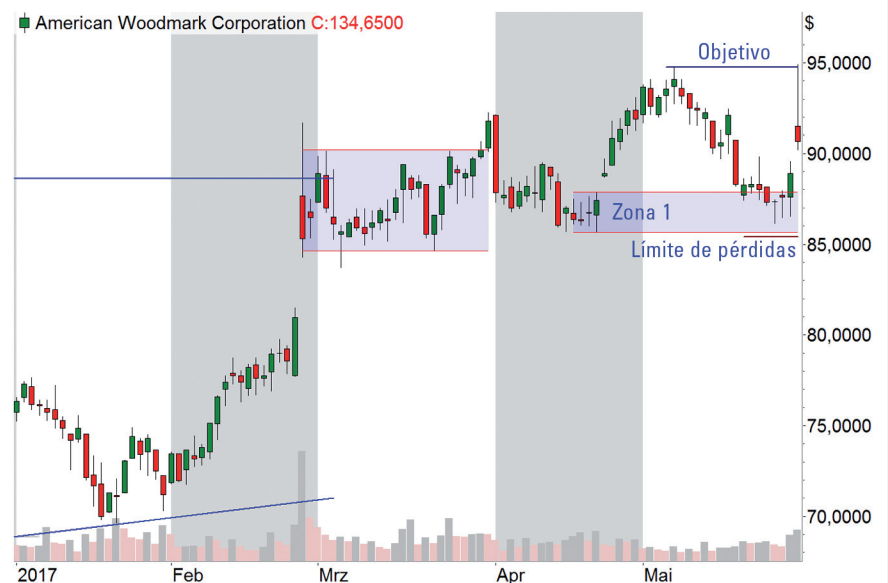 American Woodmark Corporation C:134,6500
$
Objetivo
95,0000
90,0000
Zona 1
85,0000
Límite de pérdidas
80,0000
75,0000
70,0000
2017 Feb Mrz Apr Mai